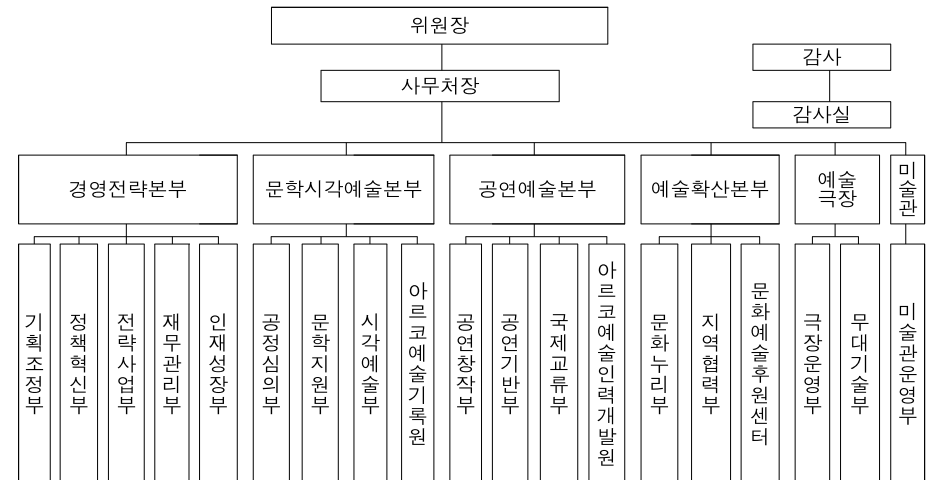 위원장
사무처장
감사
감사실
경영전략본부
문학시각예술본부
공연예술본부
예술확산본부
예술
극장
미술관
기획조정부
정책혁신부
전략사업부
재무관리부
인재성장부
공정심의부
문학지원부
시각예술부
아르코예술기록원
공연창작부
공연기반부
국제교류부
아르코예술인력개발원
문화누리부
지역협력부
문화예술후원센터
극장운영부
무대기술부
미술관운영부